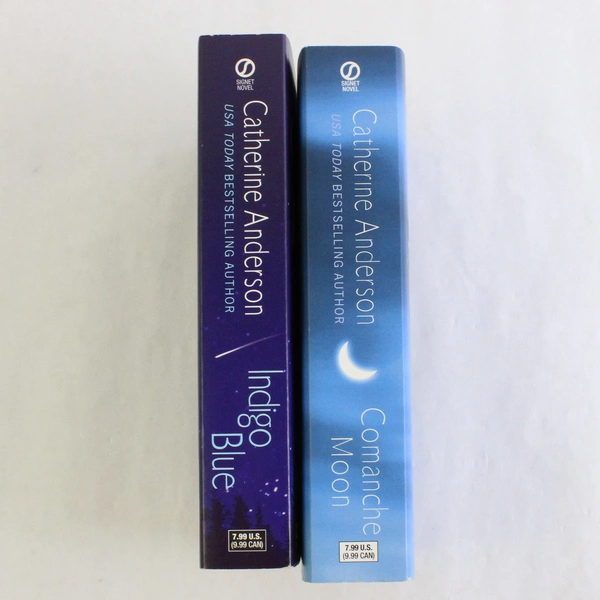 SIGNET
NOVEL
Catherine Anderson
USA TODAY BESTSELLING AUTHOR
Indigo
Blue
7.99 U.S.
(9.99 CAN)
SIGNET
NOVEL
Catherine Anderson
USA TODAY BESTSELLING AUTHOR
Comanche
Moon
7.99 U.S.
(9.99 CAN)